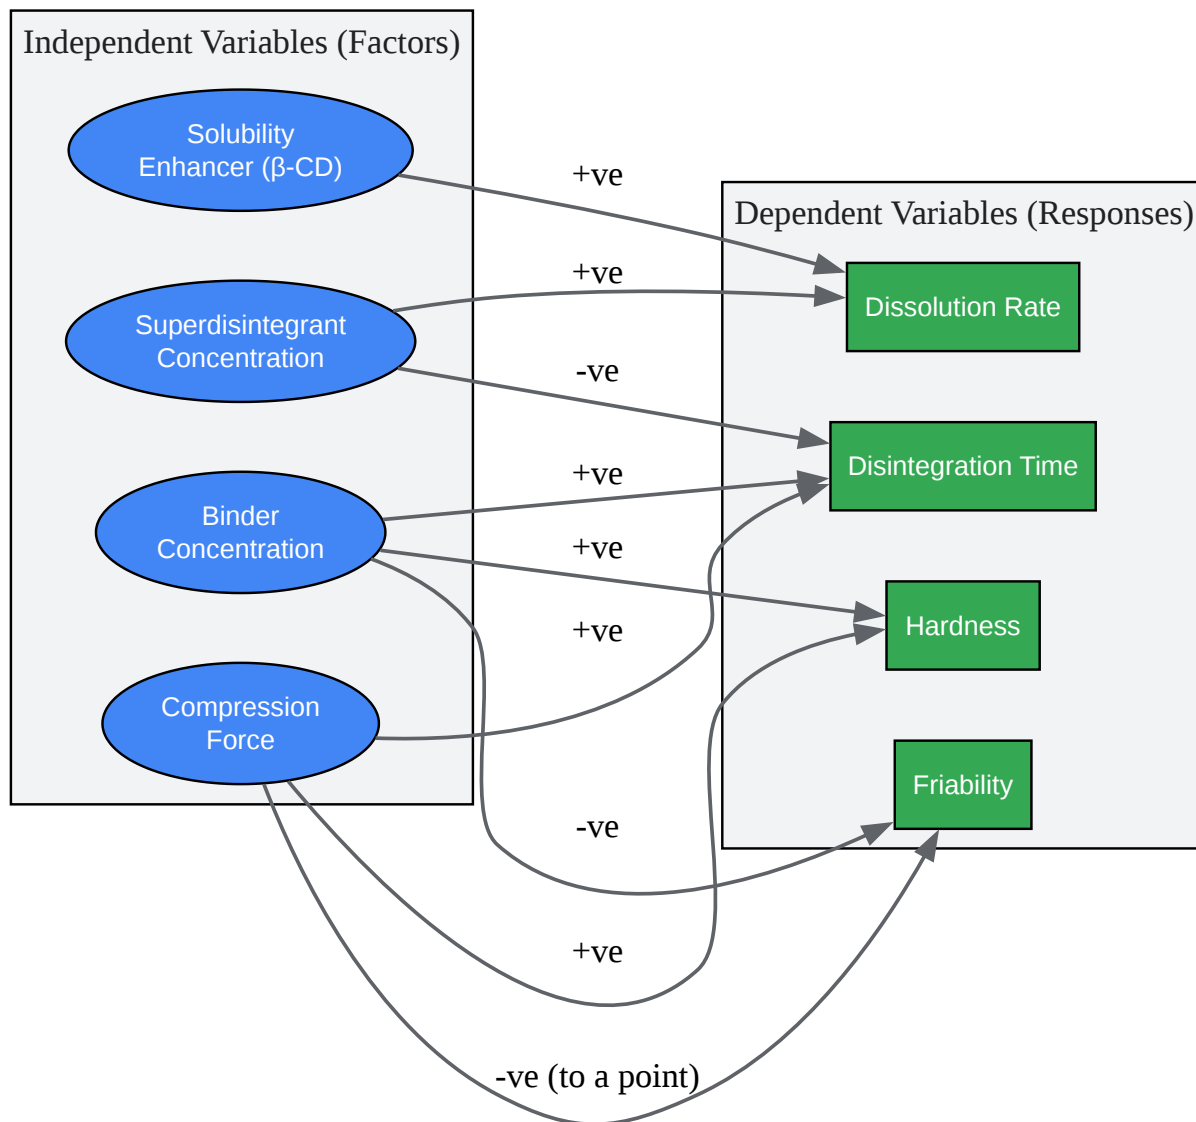 Independent Variables (Factors)
Solubility
Enhancer (β-CD)
Superdisintegrant
Concentration
Binder
Concentration
Compression
Force
+ve
+ve
-ve
+ve
+ve
+ve
-ve
+ve
-ve (to a point)
Dependent Variables (Responses)
Dissolution Rate
Disintegration Time
Hardness
Friability